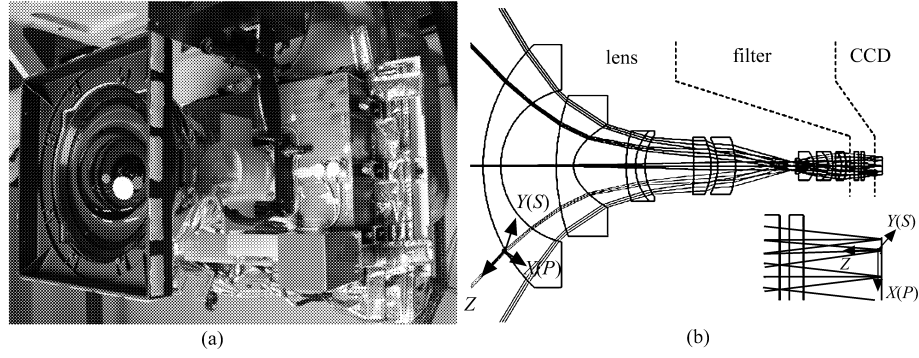 lens
filter
CCD
Y(S)
X(P)
Z
Y(S)
Z
X(P)
(a)
(b)